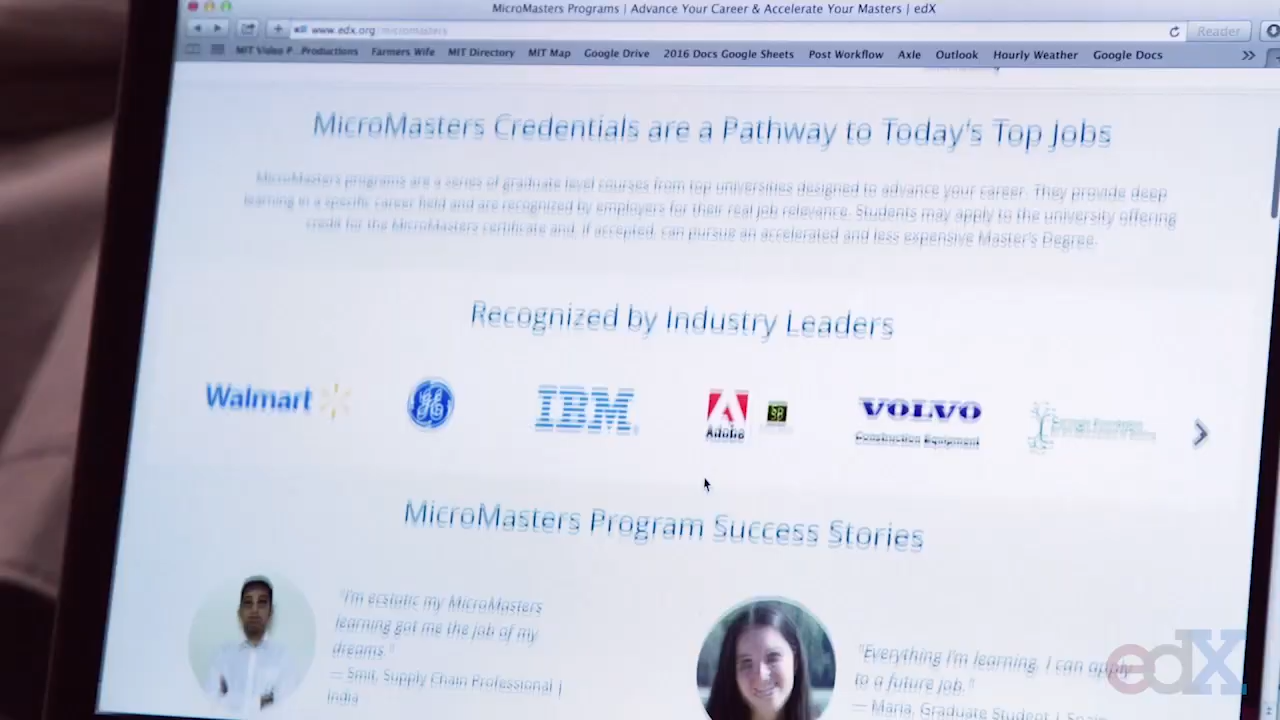 MicroMasters Programs | Advance Your Career & Accelerate Your Masters | edX
www.edx.org/micromasters
Reader
MIT Video P Productions Farmers Wife MIT Directory MIT Map Google Drive 2016 Docs Google Sheets Post Workflow Axle Outlook Hourly Weather Google Docs
MicroMasters Credentials are a Pathway to Today's Top Jobs
MicroMasters programs are a series of graduate level courses from top universities designed to advance your career. They provide deep
learning in a specific career field and are recognized by employers for their real job relevance. Students may apply to the university offering
credit for the MicroMasters certificate and, if accepted, can pursue an accelerated and less expensive Master's Degree.
Recognized by Industry Leaders
Walmart
GE
IBM
Adobe
SP
VOLVO
Construction Equipment
MicroMasters Program Success Stories
"I'm ecstatic my MicroMasters
learning got me the job of my
dreams."
— Smit, Supply Chain Professional |
India
"Everything I'm learning, I can apply
to a future job."
— Maria, Graduate Student | Spain
edX